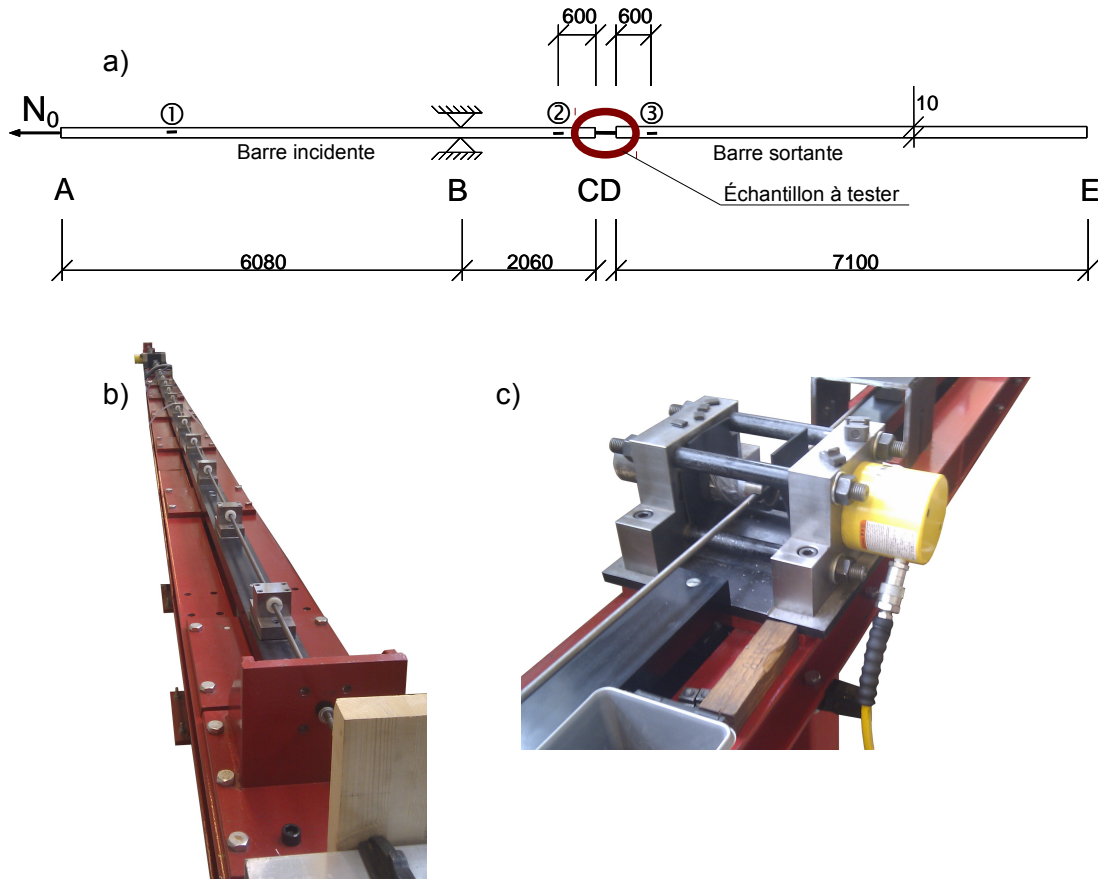 600 600
a)
N0 ① ② ③ 10
Barre incidente Barre sortante
Échantillon à tester
A B CD E
6080 2060 7100
b)
c)